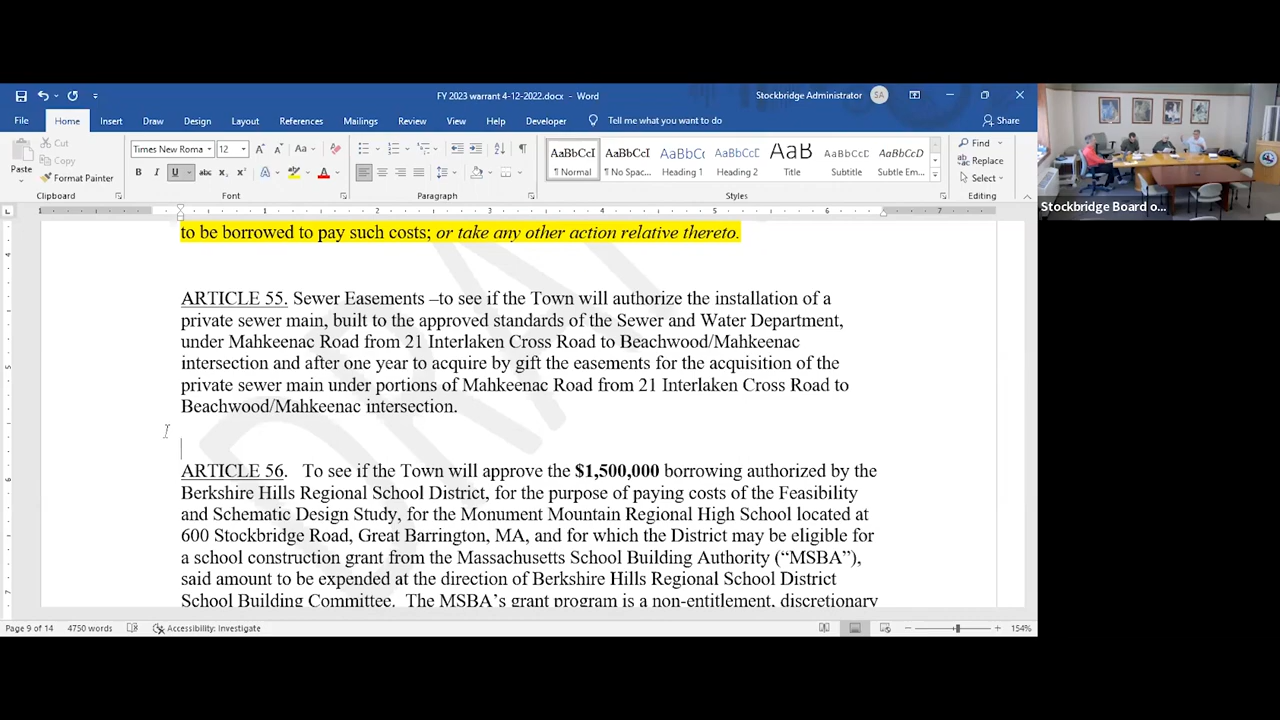 FY 2023 warrant 4-12-2022.docx - Word
Stockbridge Administrator SA
File Home Insert Draw Design Layout References Mailings Review View Help Developer Tell me what you want to do Share
Paste Cut Copy Format Painter
Times New Roma 12
AaBbCcI AaBbCcI AaBbC AaBbCcI AaB AaBbCcD AaBbCcD
¶ Normal ¶ No Spac... Heading 1 Heading 2 Title Subtitle Subtle Em...
Find
Replace
Select
Clipboard Font Paragraph Styles Editing
Stockbridge Board o...
to be borrowed to pay such costs; or take any other action relative thereto.
ARTICLE 55. Sewer Easements –to see if the Town will authorize the installation of a
private sewer main, built to the approved standards of the Sewer and Water Department,
under Mahkeenac Road from 21 Interlaken Cross Road to Beachwood/Mahkeenac
intersection and after one year to acquire by gift the easements for the acquisition of the
private sewer main under portions of Mahkeenac Road from 21 Interlaken Cross Road to
Beachwood/Mahkeenac intersection.
ARTICLE 56. To see if the Town will approve the $1,500,000 borrowing authorized by the
Berkshire Hills Regional School District, for the purpose of paying costs of the Feasibility
and Schematic Design Study, for the Monument Mountain Regional High School located at
600 Stockbridge Road, Great Barrington, MA, and for which the District may be eligible for
a school construction grant from the Massachusetts School Building Authority (“MSBA”),
said amount to be expended at the direction of Berkshire Hills Regional School District
School Building Committee. The MSBA’s grant program is a non-entitlement, discretionary
Page 9 of 14 4750 words Accessibility: Investigate 154%